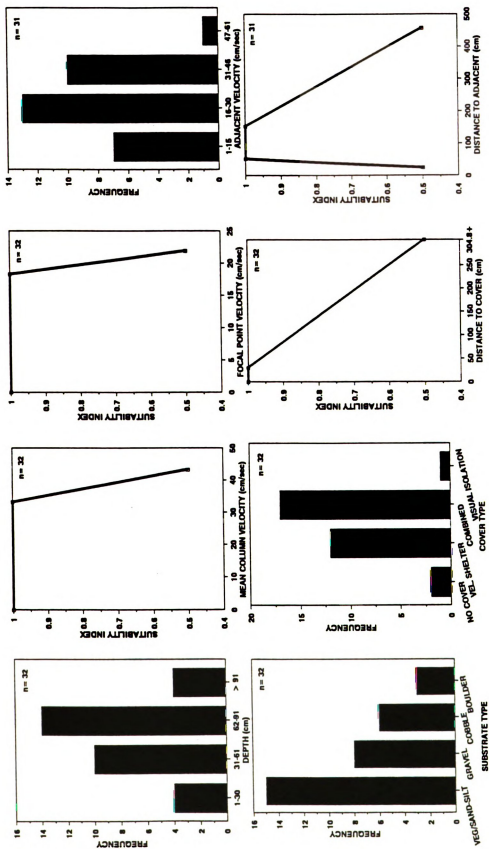 n= 32
FREQUENCY
16
14
12
10
8
6
4
2
0
1-30
31-61
62-91
> 91
DEPTH (cm)
n= 32
SUITABILITY INDEX
1
0.9
0.8
0.7
0.6
0.5
0.4
0
10
20
30
40
50
MEAN COLUMN VELOCITY (cm/sec)
n= 32
SUITABILITY INDEX
1
0.9
0.8
0.7
0.6
0.5
0.4
0
5
10
15
20
25
FOCAL POINT VELOCITY (cm/sec)
n= 31
FREQUENCY
14
12
10
8
6
4
2
0
1-15
16-30
31-46
47-61
ADJACENT VELOCITY (cm/sec)
n= 32
FREQUENCY
16
14
12
10
8
6
4
2
0
VEG/SAND-SILT
GRAVEL
COBBLE
BOULDER
SUBSTRATE TYPE
n= 32
FREQUENCY
20
15
10
5
0
NO COVER
VEL. SHELTER
COMBINED
VISUAL ISOLATION
COVER TYPE
n= 32
SUITABILITY INDEX
1
0.9
0.8
0.7
0.6
0.5
0.4
0
50
100
150
200
250
304.8+
DISTANCE TO COVER (cm)
n= 31
SUITABILITY INDEX
1
0.9
0.8
0.7
0.6
0.5
0.4
0
100
200
300
400
500
DISTANCE TO ADJACENT (cm)